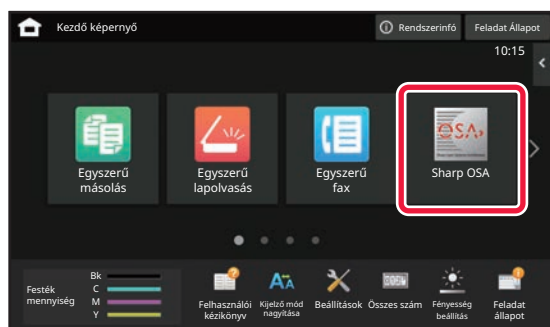 Kezdő képernyő
Rendszerinfó
Feladat Állapot
10:15
Egyszerű
másolás
Egyszerű
lapolvasás
Egyszerű
fax
OSA
Sharp OSA
Festék
mennyiség
Bk
C
M
Y
Felhasználói
kézikönyv
Kijelző mód
nagyítása
Beállítások
Összes szám
Fényesség
beállítás
Feladat
állapot